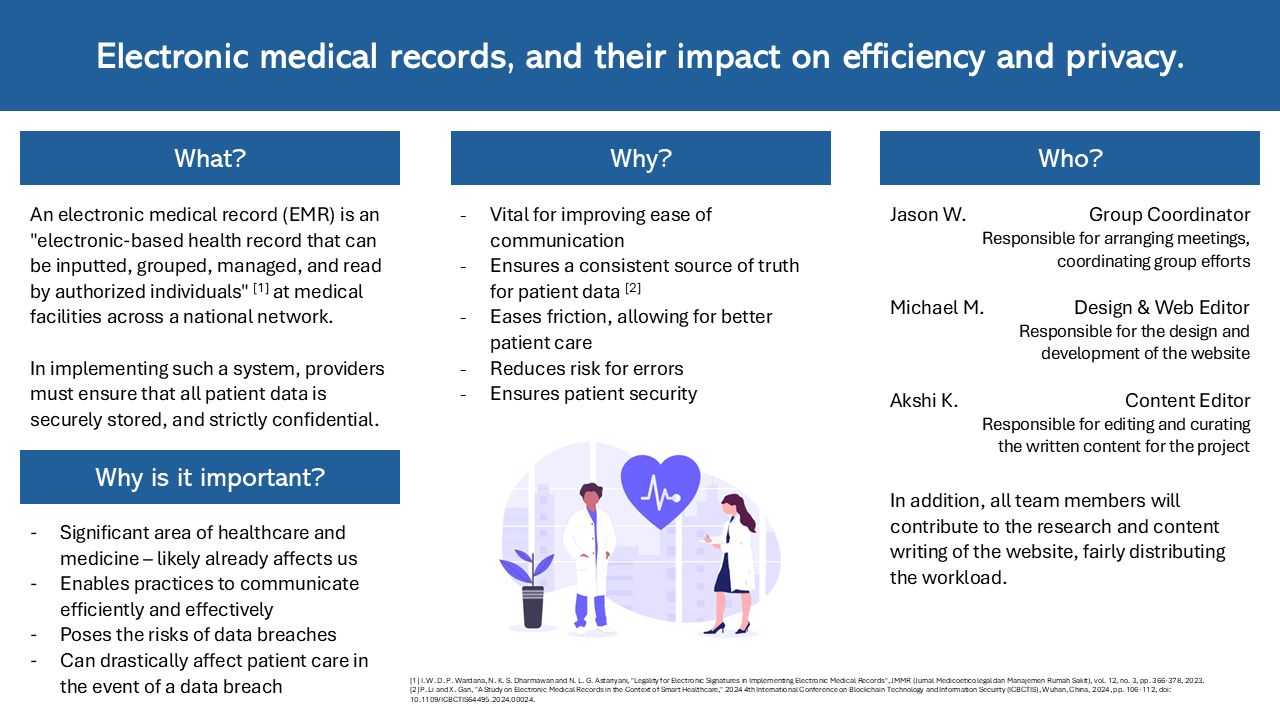 Electronic medical records, and their impact on efficiency and privacy.
What?
An electronic medical record (EMR) is an
"electronic-based health record that can
be inputted, grouped, managed, and read
by authorized individuals" [1] at medical
facilities across a national network.
In implementing such a system, providers
must ensure that all patient data is
securely stored, and strictly confidential.
Why is it important?
- Significant area of healthcare and
medicine – likely already affects us
- Enables practices to communicate
efficiently and effectively
- Poses the risks of data breaches
- Can drastically affect patient care in
the event of a data breach
Why?
- Vital for improving ease of
communication
- Ensures a consistent source of truth
for patient data [2]
- Eases friction, allowing for better
patient care
- Reduces risk for errors
- Ensures patient security
Who?
Jason W. Group Coordinator
Responsible for arranging meetings,
coordinating group efforts
Michael M. Design & Web Editor
Responsible for the design and
development of the website
Akshi K. Content Editor
Responsible for editing and curating
the written content for the project
In addition, all team members will
contribute to the research and content
writing of the website, fairly distributing
the workload.
[1] I. W. D. P. Wardana, N. K. S. Dharmawan and N. L. G. Astariyani, "Legality for Electronic Signatures in Implementing Electronic Medical Records", JMMR (Jurnal Medicoeticolegal dan Manajemen Rumah Sakit), vol. 12, no. 3, pp. 366-378, 2023.
[2] P. Li and X. Gan, "A Study on Electronic Medical Records in the Context of Smart Healthcare," 2024 4th International Conference on Blockchain Technology and Information Security (ICBCTIS), Wuhan, China, 2024, pp. 106-112, doi:
10.1109/ICBCTIS64495.2024.00024.